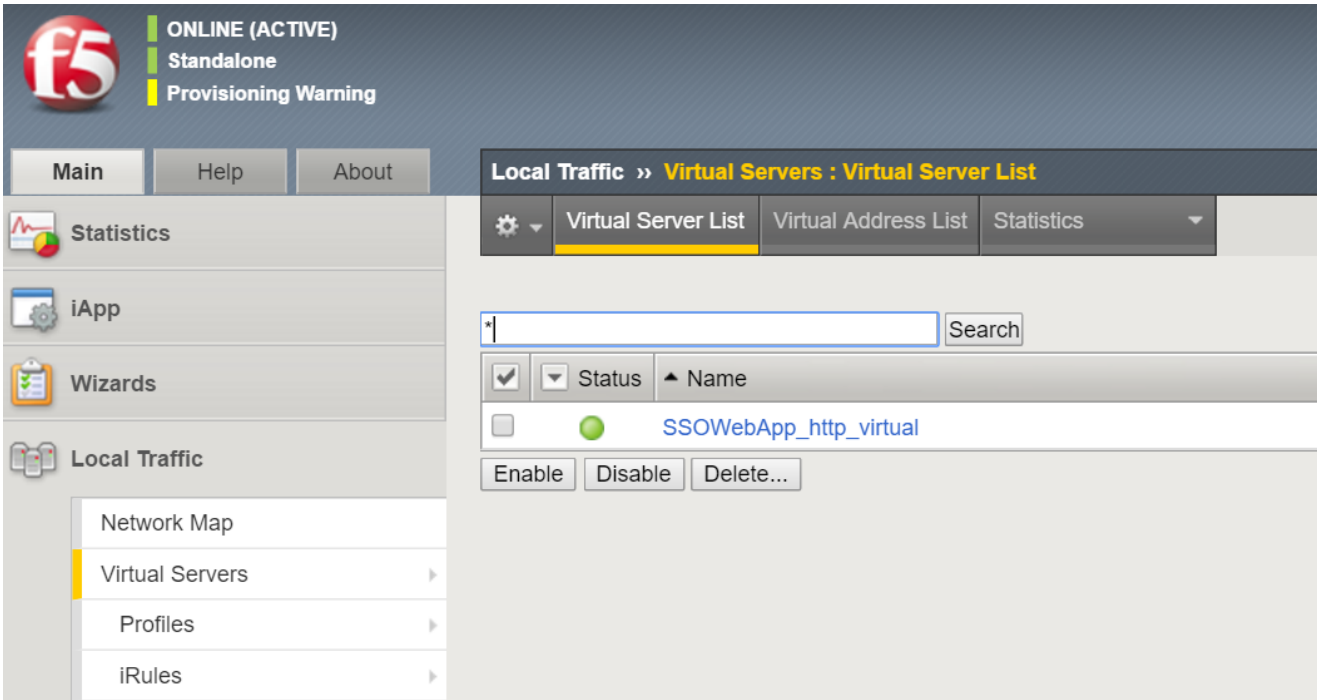 f5
ONLINE (ACTIVE)
Standalone
Provisioning Warning
Main Help About
Local Traffic ›› Virtual Servers : Virtual Server List
Virtual Server List Virtual Address List Statistics
Statistics
iApp
Wizards
Local Traffic
Network Map
Virtual Servers
Profiles
iRules
* Search
Status Name
SSOWebApp_http_virtual
Enable Disable Delete...